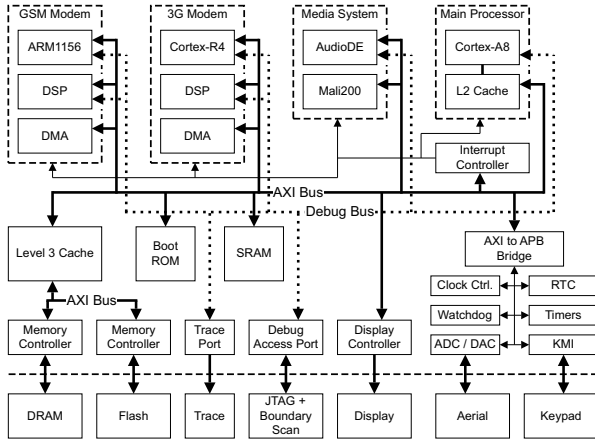 GSM Modem
3G Modem
Media System
Main Processor
ARM1156
Cortex-R4
AudioDE
Cortex-A8
DSP
DSP
Mali200
L2 Cache
DMA
DMA
Interrupt
Controller
AXI Bus
Debug Bus
Level 3 Cache
Boot
ROM
SRAM
AXI to APB
Bridge
AXI Bus
Clock Ctrl.
RTC
Watchdog
Timers
ADC / DAC
KMI
Memory
Controller
Memory
Controller
Trace
Port
Debug
Access Port
Display
Controller
DRAM
Flash
Trace
JTAG +
Boundary
Scan
Display
Aerial
Keypad